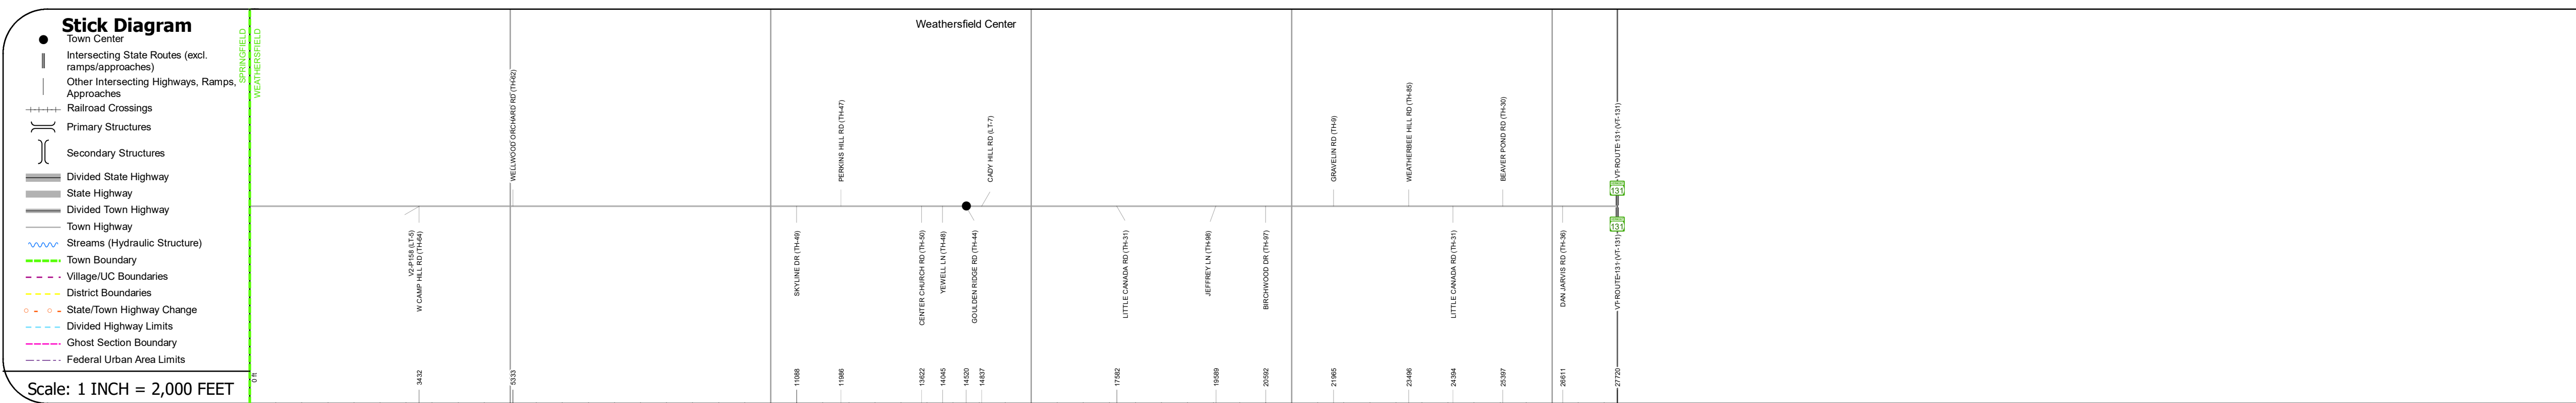 Stick Diagram
Town Center
Intersecting State Routes (excl.
ramps/approaches)
Other Intersecting Highways, Ramps,
Approaches
Railroad Crossings
Primary Structures
Secondary Structures
Divided State Highway
State Highway
Divided Town Highway
Town Highway
Streams (Hydraulic Structure)
Town Boundary
Village/UC Boundaries
District Boundaries
State/Town Highway Change
Divided Highway Limits
Ghost Section Boundary
Federal Urban Area Limits
Scale: 1 INCH = 2,000 FEET
SPRINGFIELD
WEATHERSFIELD
Weathersfield Center
WELLWOOD ORCHARD RD (TH-62)
PERKINS HILL RD (TH-47)
CADY HILL RD (LT-7)
GRAVELIN RD (TH-9)
WEATHERBEE HILL RD (TH-85)
BEAVER POND RD (TH-30)
VT ROUTE 131 (VT-131)
131
131
V2-P158 (LT-5)
W CAMP HILL RD (TH-64)
SKYLINE DR (TH-49)
CENTER CHURCH RD (TH-50)
YEWELL LN (TH-48)
GOULDEN RIDGE RD (TH-44)
LITTLE CANADA RD (TH-31)
JEFFREY LN (TH-98)
BIRCHWOOD DR (TH-97)
LITTLE CANADA RD (TH-31)
DAN JARVIS RD (TH-36)
VT ROUTE 131 (VT-131)
0 ft
3432
5333
11088
11986
13622
14045
14520
14837
17582
19589
20592
21965
23496
24394
25397
26611
27720